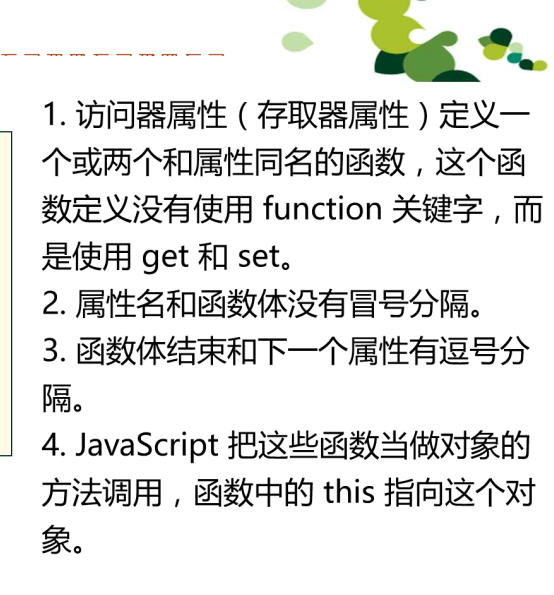 1. 访问器属性（存取器属性）定义一
个或两个和属性同名的函数，这个函
数定义没有使用 function 关键字，而
是使用 get 和 set。
2. 属性名和函数体没有冒号分隔。
3. 函数体结束和下一个属性有逗号分
隔。
4. JavaScript 把这些函数当做对象的
方法调用，函数中的 this 指向这个对
象。